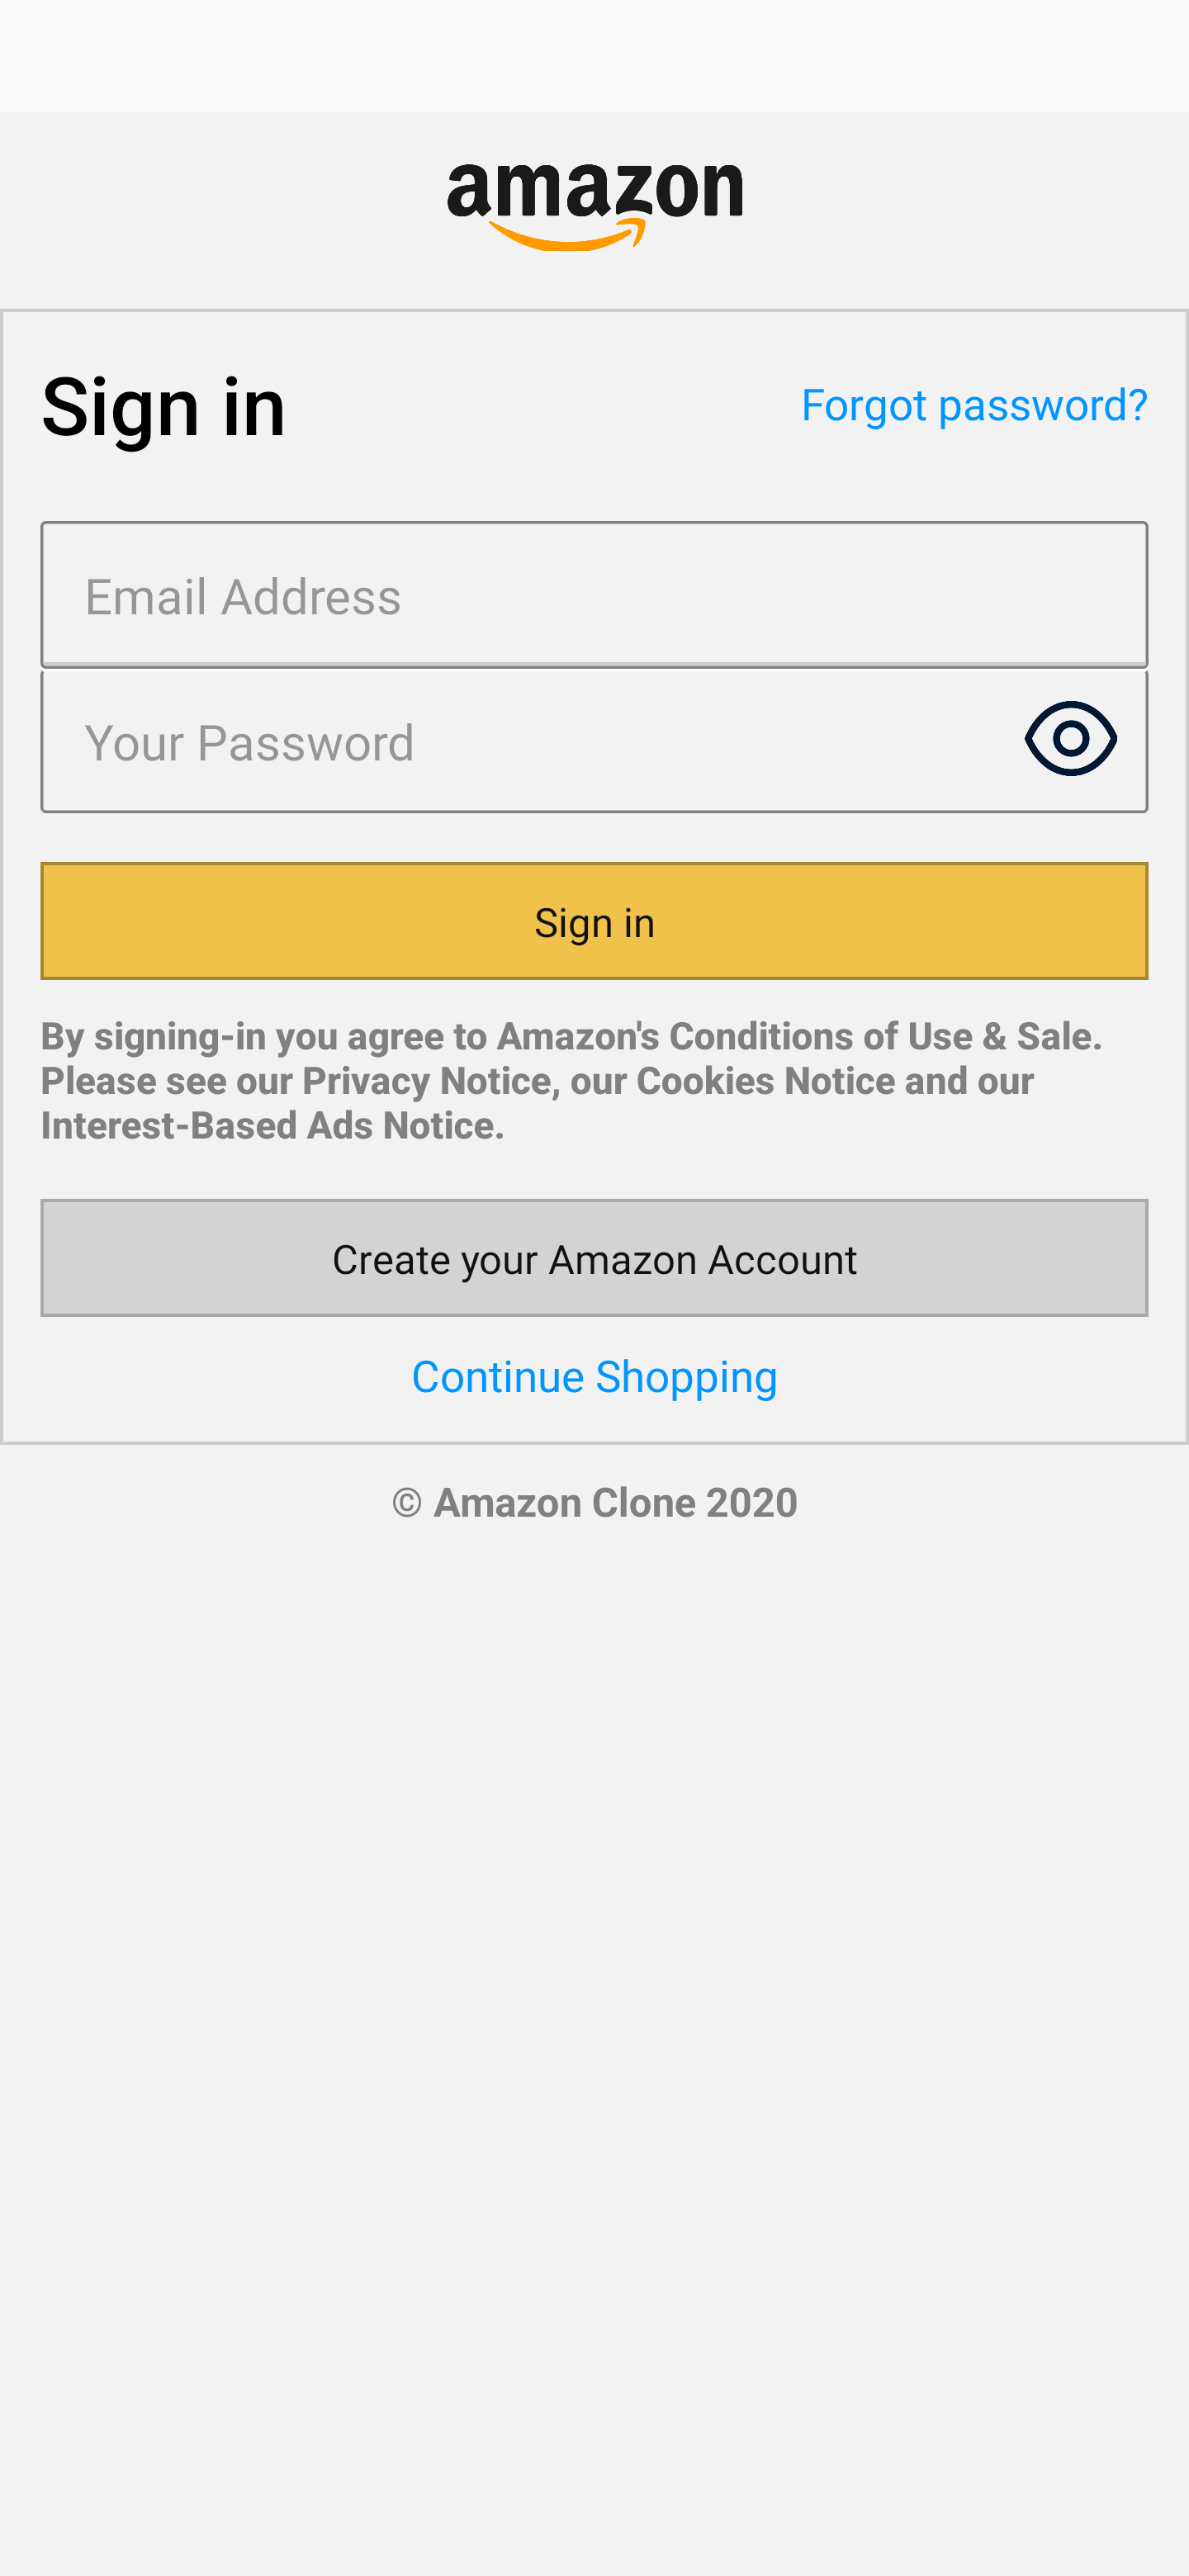 amazon
Sign in
Forgot password?
Email Address
Your Password
Sign in
By signing-in you agree to Amazon's Conditions of Use & Sale.
Please see our Privacy Notice, our Cookies Notice and our
Interest-Based Ads Notice.
Create your Amazon Account
Continue Shopping
© Amazon Clone 2020